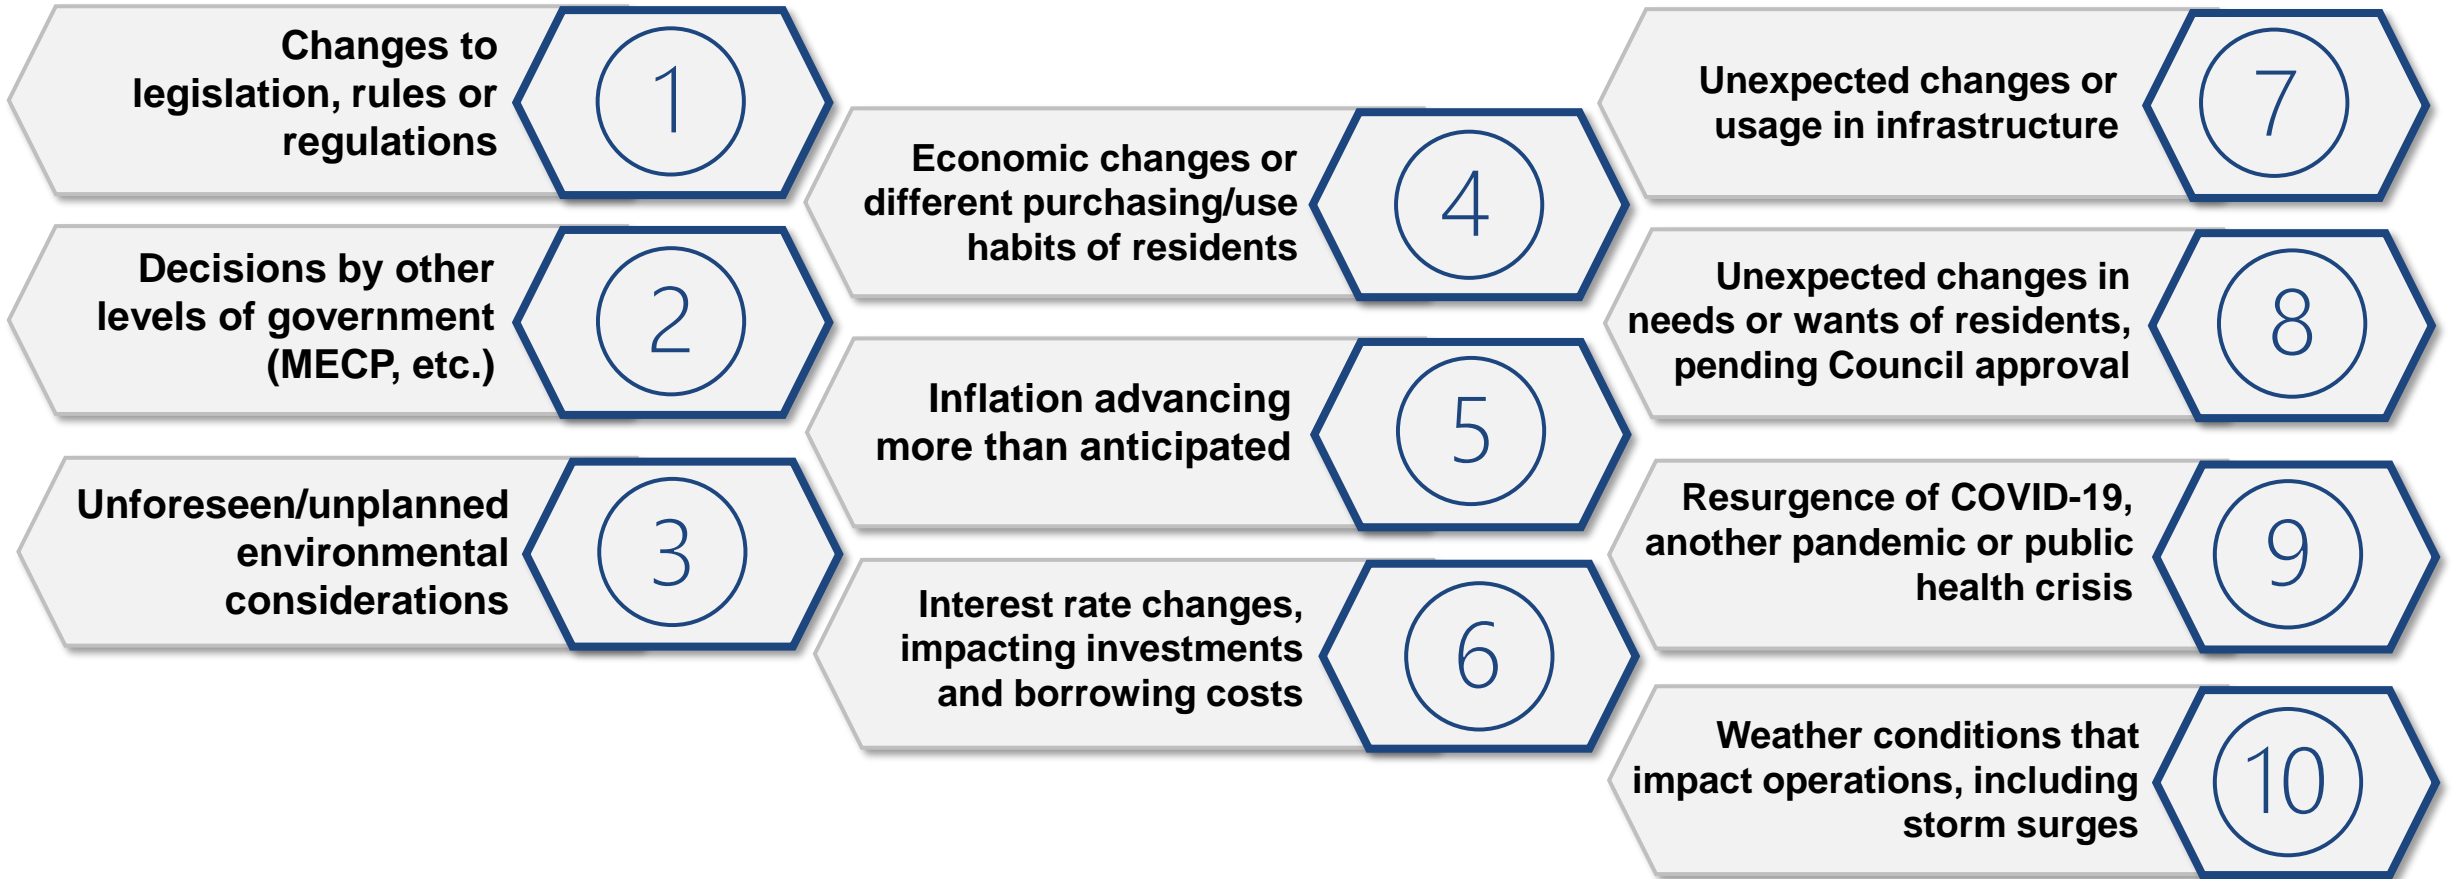 Changes to
legislation, rules or
regulations
1
Decisions by other
levels of government
(MECP, etc.)
2
Unforeseen/unplanned
environmental
considerations
3
Economic changes or
different purchasing/use
habits of residents
4
Inflation advancing
more than anticipated
5
Interest rate changes,
impacting investments
and borrowing costs
6
Unexpected changes or
usage in infrastructure
7
Unexpected changes in
needs or wants of residents,
pending Council approval
8
Resurgence of COVID-19,
another pandemic or public
health crisis
9
Weather conditions that
impact operations, including
storm surges
10